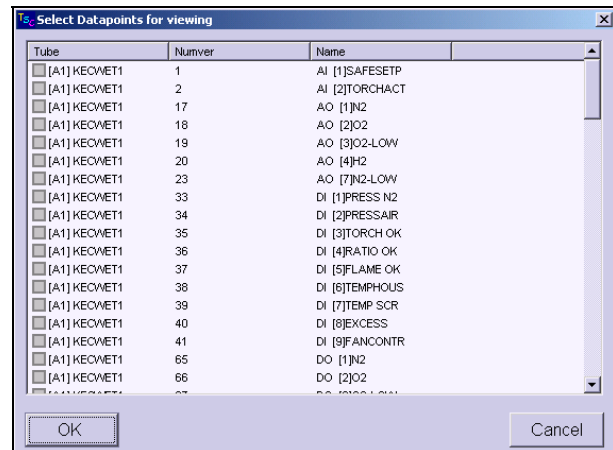 TSC Select Datapoints for viewing
Tube Numver Name
[A1] KECWET1 1 AI [1]SAFESETP
[A1] KECWET1 2 AI [2]TORCHACT
[A1] KECWET1 17 AO [1]N2
[A1] KECWET1 18 AO [2]O2
[A1] KECWET1 19 AO [3]O2-LOW
[A1] KECWET1 20 AO [4]H2
[A1] KECWET1 23 AO [7]N2-LOW
[A1] KECWET1 33 DI [1]PRESS N2
[A1] KECWET1 34 DI [2]PRESSAIR
[A1] KECWET1 35 DI [3]TORCH OK
[A1] KECWET1 36 DI [4]RATIO OK
[A1] KECWET1 37 DI [5]FLAME OK
[A1] KECWET1 38 DI [6]TEMPHOUS
[A1] KECWET1 39 DI [7]TEMP SCR
[A1] KECWET1 40 DI [8]EXCESS
[A1] KECWET1 41 DI [9]FANCONTR
[A1] KECWET1 65 DO [1]N2
[A1] KECWET1 66 DO [2]O2
OK Cancel